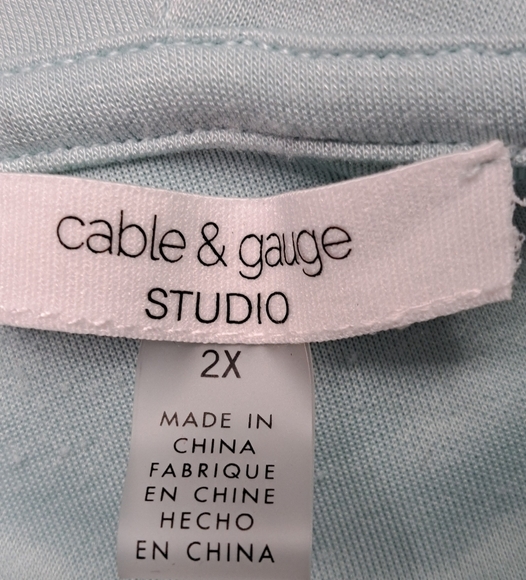 cable & gauge
STUDIO
2X
MADE IN
CHINA
FABRIQUE
EN CHINE
HECHO
EN CHINA